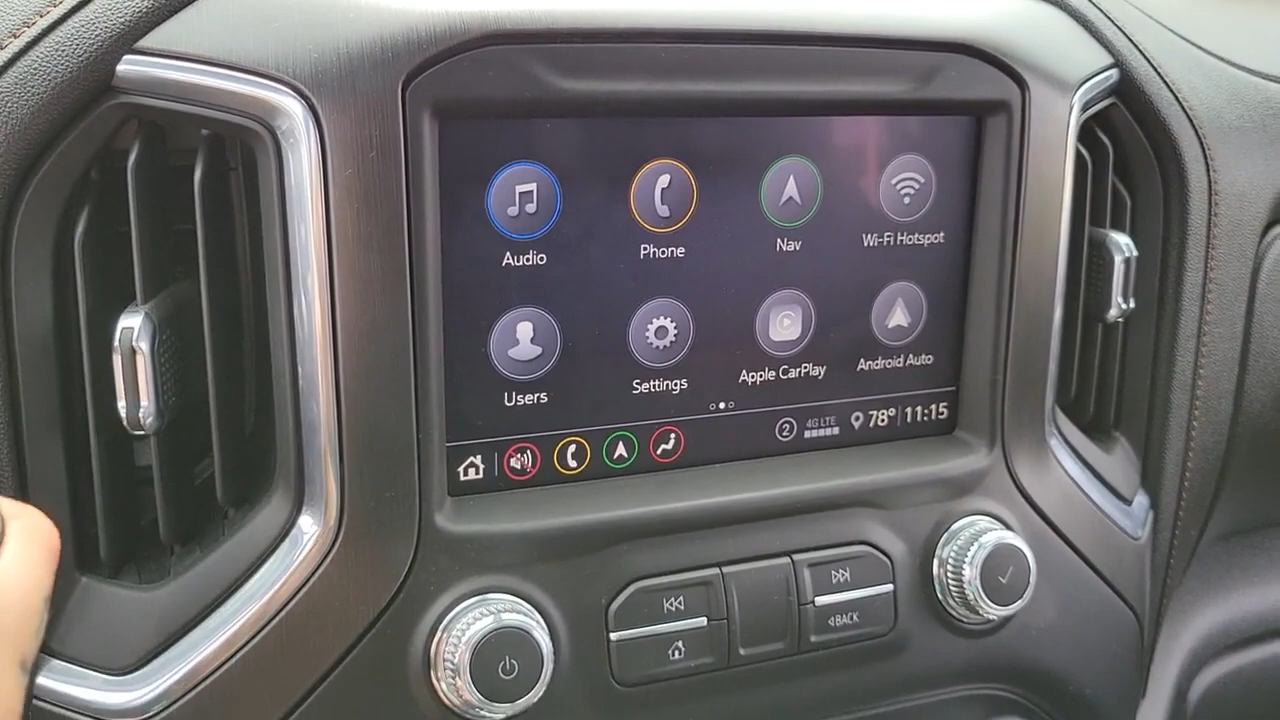 Audio
Phone
Nav
Wi-Fi Hotspot
Users
Settings
Apple CarPlay
Android Auto
2
4G LTE
78°
11:15
BACK